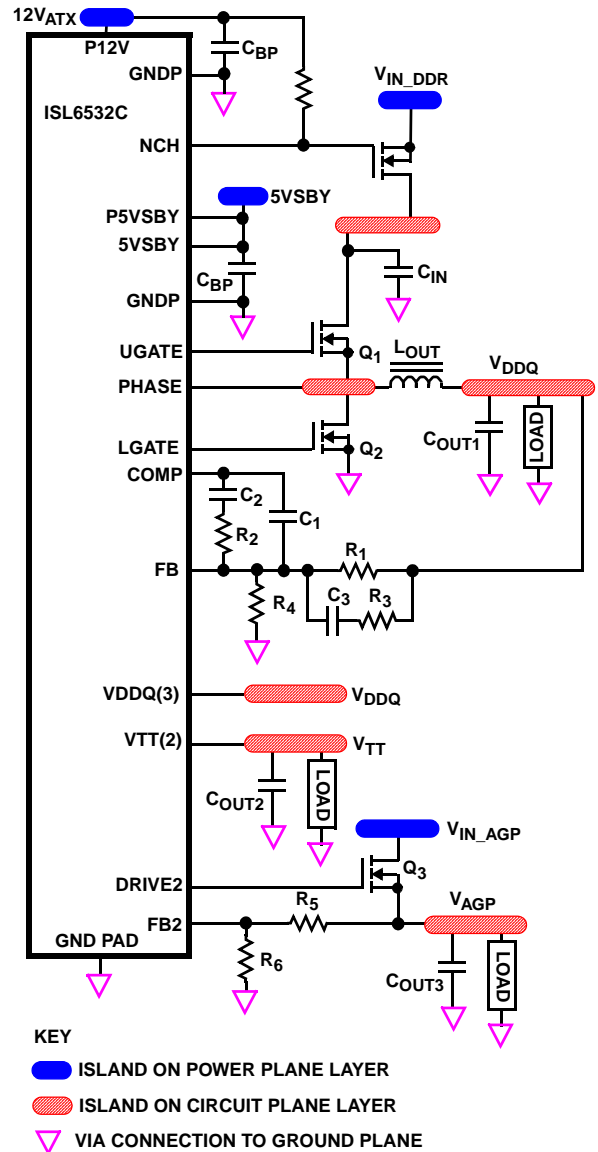 12VATX
P12V
CBP
GNDP
VIN_DDR
ISL6532C
NCH
5VSBY
P5VSBY
5VSBY
CBP
CIN
GNDP
UGATE
Q1
LOUT
VDDQ
PHASE
COUT1
LOAD
LGATE
Q2
COMP
C2
C1
R2
R1
FB
R4
C3
R3
VDDQ(3)
VDDQ
VTT(2)
VTT
COUT2
LOAD
VIN_AGP
Q3
DRIVE2
R5
VAGP
FB2
R6
GND PAD
COUT3
LOAD
KEY
ISLAND ON POWER PLANE LAYER
ISLAND ON CIRCUIT PLANE LAYER
VIA CONNECTION TO GROUND PLANE